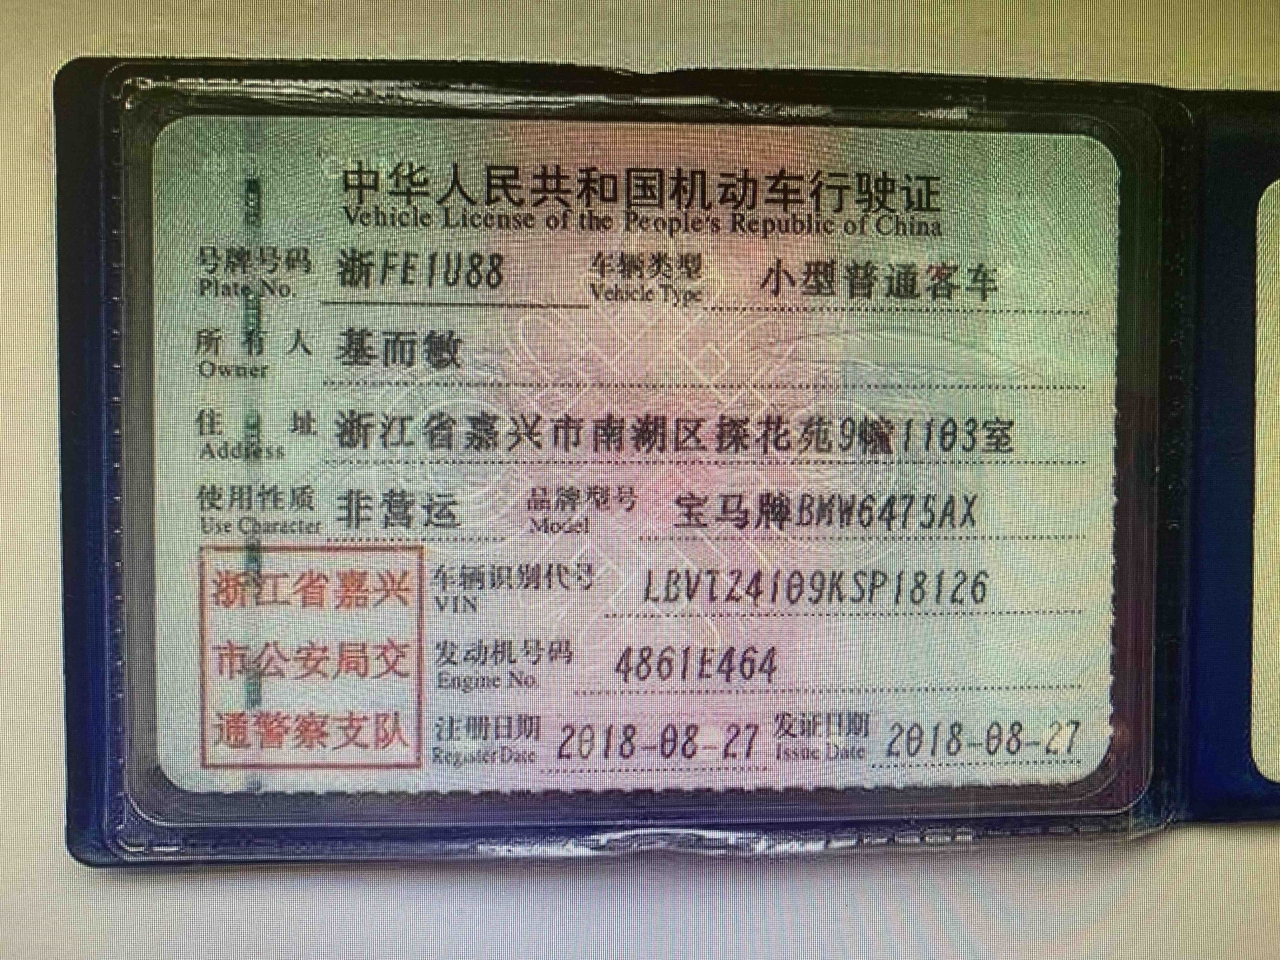 中华人民共和国机动车行驶证
Vehicle License of the People's Republic of China
号牌号码 浙FE1U88 车辆类型 小型普通客车
Plate No. Vehicle Type
所有人 基而敏
Owner
住址 浙江省嘉兴市南湖区探花苑9幢1103室
Address
使用性质 非营运 品牌型号 宝马牌BMW6475AX
Use Character Model
浙江省嘉兴
市公安局交
通警察支队
车辆识别代号 LBVTZ4109KSP18126
VIN
发动机号码 4861E464
Engine No.
注册日期 2018-08-27 发证日期 2018-08-27
Register Date Issue Date